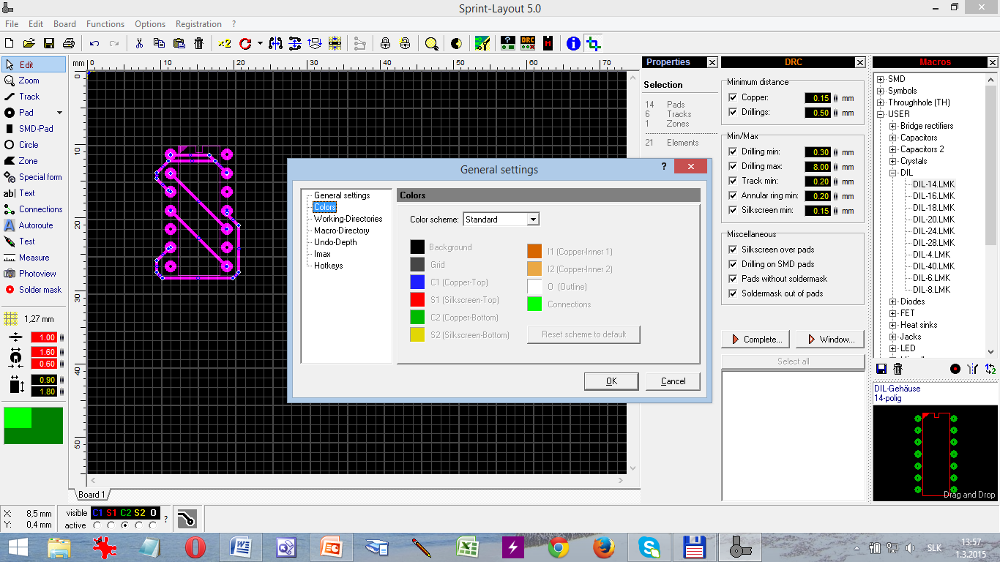 Sprint-Layout 5.0
File Edit Board Functions Options Registration ?
×2
? DRC M i
Edit
Zoom
Track
Pad
SMD-Pad
Circle
Zone
Special form
ab| Text
Connections
A Autoroute
Test
Measure
Photoview
Solder mask
1,27 mm
1.00
1.60
0.60
0.90
1.80
mm 0 10 20 30 40 50 60 70
0
10
20
30
40
50
Board 1
Properties
Selection
14 Pads
6 Tracks
1 Zones
21 Elements
DRC
Minimum distance
Copper: 0.15 mm
Drillings: 0.50 mm
Min/Max
Drilling min: 0.30 mm
Drilling max: 8.00 mm
Track min: 0.20 mm
Annular ring min: 0.20 mm
Silkscreen min: 0.15 mm
Miscellaneous
Silkscreen over pads
Drilling on SMD pads
Pads without soldermask
Soldermask out of pads
Complete... Window...
Select all
Macros
SMD
Symbols
Throughhole (TH)
USER
Bridge rectifiers
Capacitors
Capacitors 2
Crystals
DIL
DIL-14.LMK
DIL-16.LMK
DIL-18.LMK
DIL-20.LMK
DIL-24.LMK
DIL-28.LMK
DIL-4.LMK
DIL-40.LMK
DIL-6.LMK
DIL-8.LMK
Diodes
FET
Heat sinks
Jacks
LED
DIL-Gehäuse
14-polig
Drag and Drop
General settings ?
General settings
Colors
Working-Directories
Macro-Directory
Undo-Depth
Imax
Hotkeys
Colors
Color scheme: Standard
Background
Grid
C1 (Copper-Top)
S1 (Silkscreen-Top)
C2 (Copper-Bottom)
S2 (Silkscreen-Bottom)
I1 (Copper-Inner 1)
I2 (Copper-Inner 2)
O (Outline)
Connections
Reset scheme to default
OK Cancel
X: 8,5 mm
Y: 0,4 mm
visible C1 S1 C2 S2 O ?
active
SLK
13:57
1.3.2015